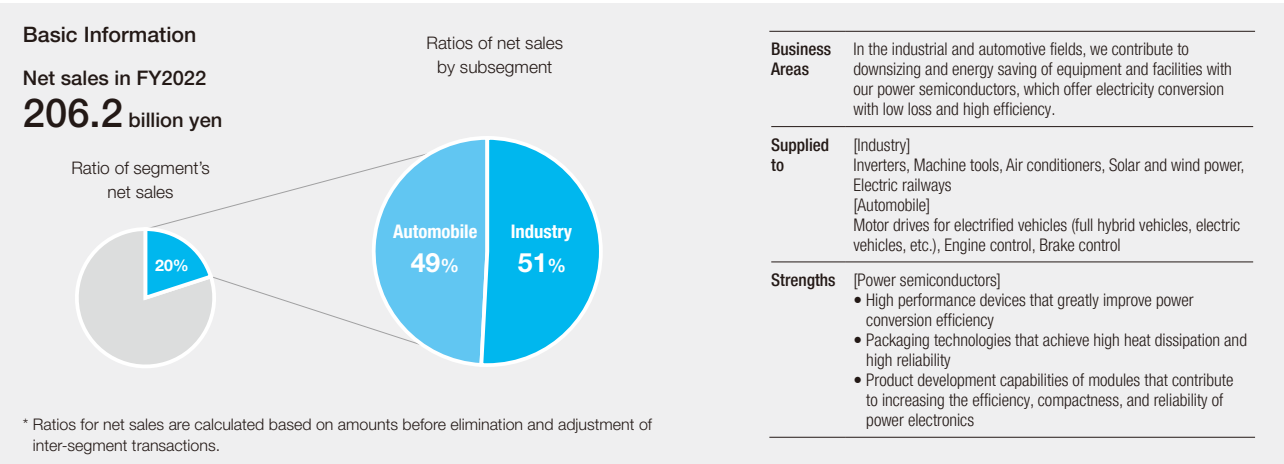 Basic Information
Net sales in FY2022
206.2 billion yen
Ratio of segment's
net sales
20%
Ratios of net sales
by subsegment
Automobile
49%
Industry
51%
* Ratios for net sales are calculated based on amounts before elimination and adjustment of
inter-segment transactions.
Business
Areas
In the industrial and automotive fields, we contribute to
downsizing and energy saving of equipment and facilities with
our power semiconductors, which offer electricity conversion
with low loss and high efficiency.
Supplied
to
[Industry]
Inverters, Machine tools, Air conditioners, Solar and wind power,
Electric railways
[Automobile]
Motor drives for electrified vehicles (full hybrid vehicles, electric
vehicles, etc.), Engine control, Brake control
Strengths
[Power semiconductors]
• High performance devices that greatly improve power
conversion efficiency
• Packaging technologies that achieve high heat dissipation and
high reliability
• Product development capabilities of modules that contribute
to increasing the efficiency, compactness, and reliability of
power electronics